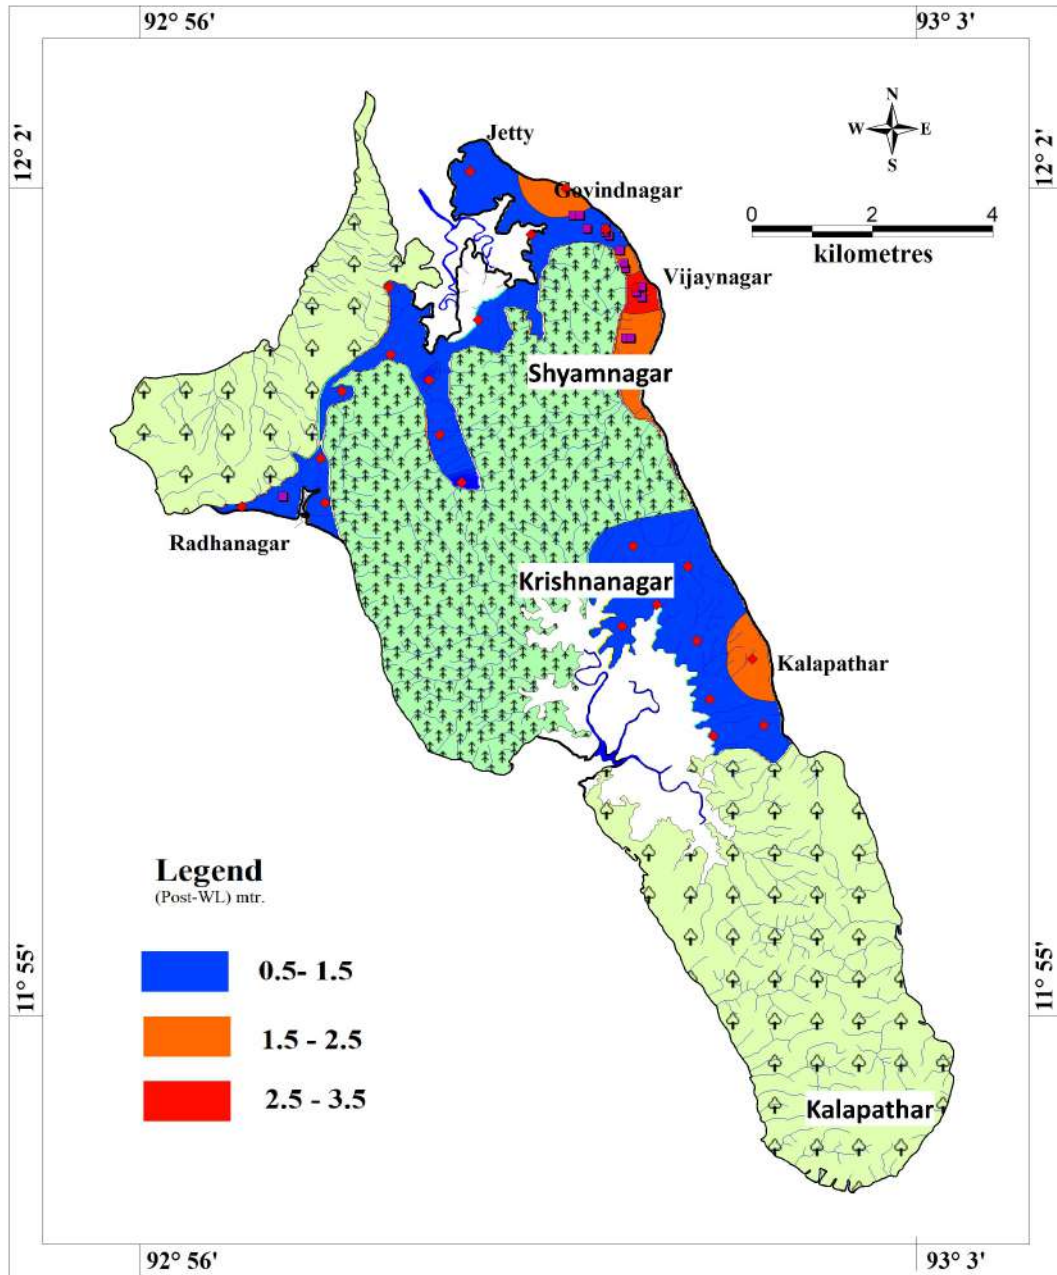 92° 56'
93° 3'
12° 2'
12° 2'
Jetty
N
W E
S
Govindnagar
0 2 4
kilometres
Vijaynagar
Shyamnagar
Radhanagar
Krishnanagar
Kalapathar
Legend
(Post-WL) mtr.
0.5- 1.5
1.5 - 2.5
2.5 - 3.5
11° 55'
11° 55'
Kalapathar
92° 56'
93° 3'